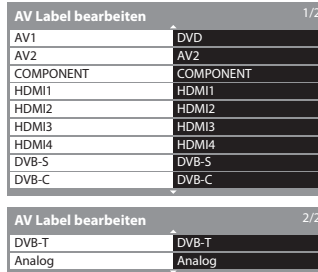 AV Label bearbeiten 1/2
AV1 DVD
AV2 AV2
COMPONENT COMPONENT
HDMI1 HDMI1
HDMI2 HDMI2
HDMI3 HDMI3
HDMI4 HDMI4
DVB-S DVB-S
DVB-C DVB-C
AV Label bearbeiten 2/2
DVB-T DVB-T
Analog Analog